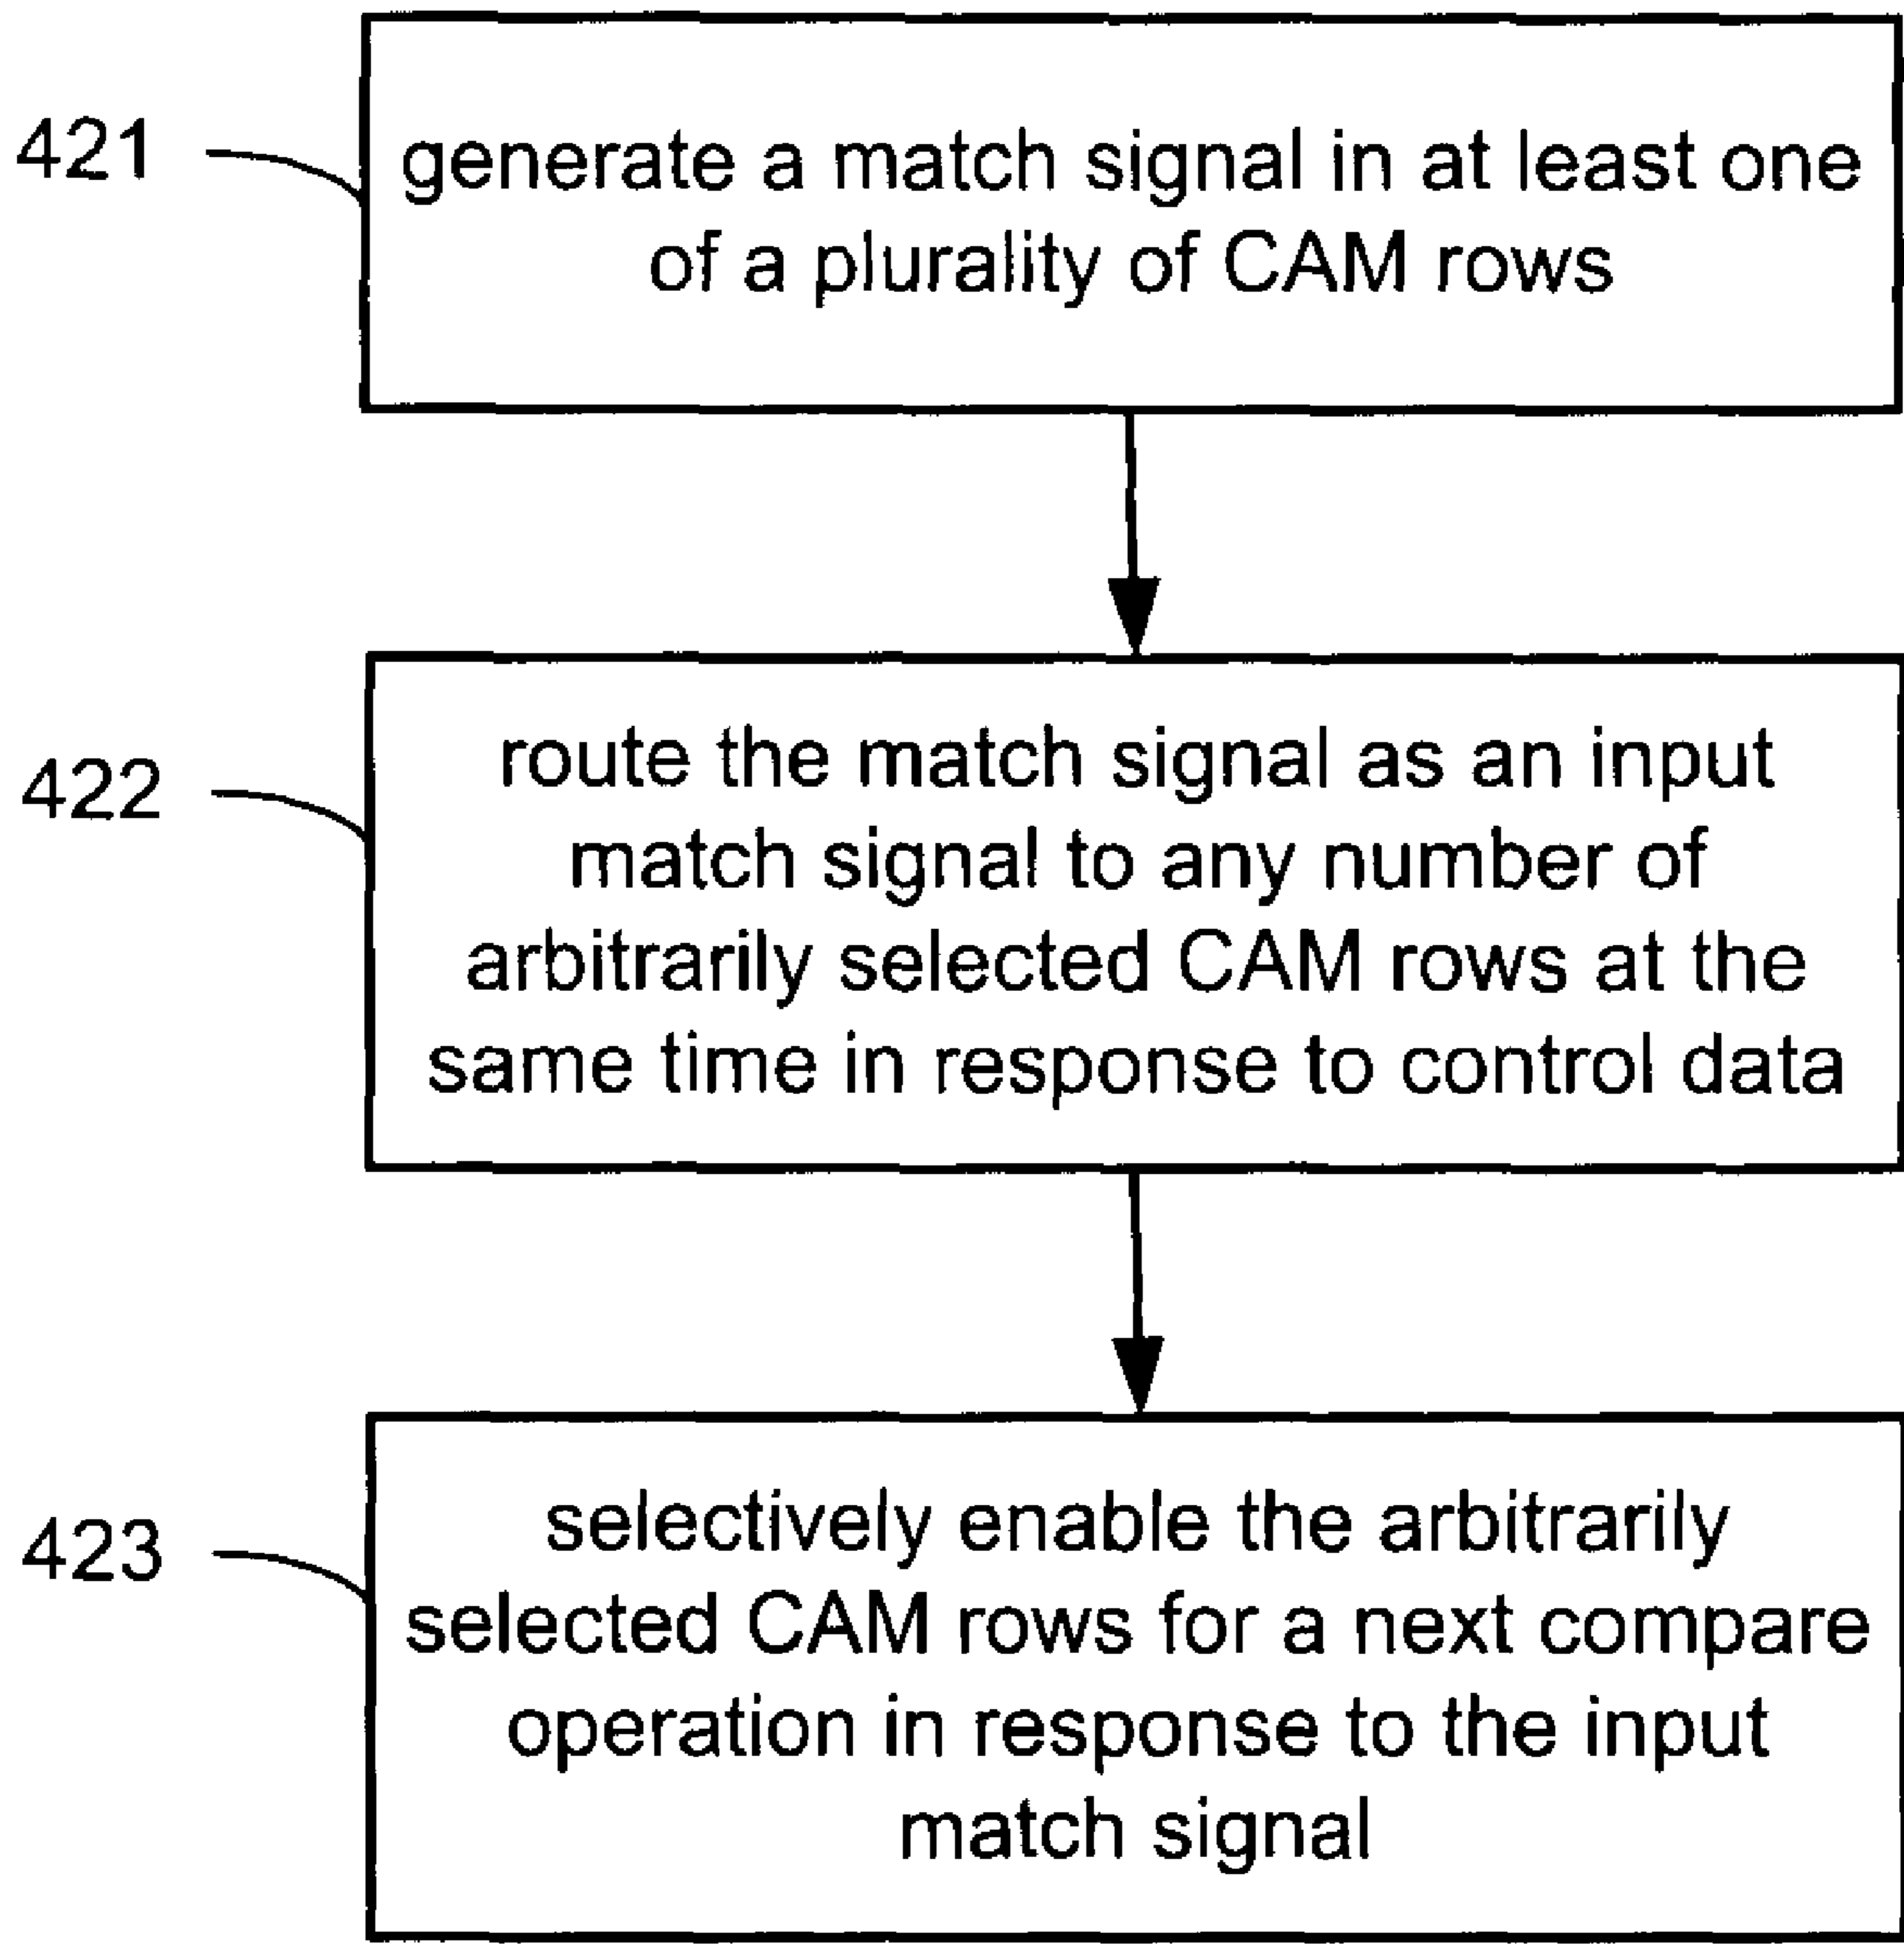 421
generate a match signal in at least one
of a plurality of CAM rows
422
route the match signal as an input
match signal to any number of
arbitrarily selected CAM rows at the
same time in response to control data
423
selectively enable the arbitrarily
selected CAM rows for a next compare
operation in response to the input
match signal